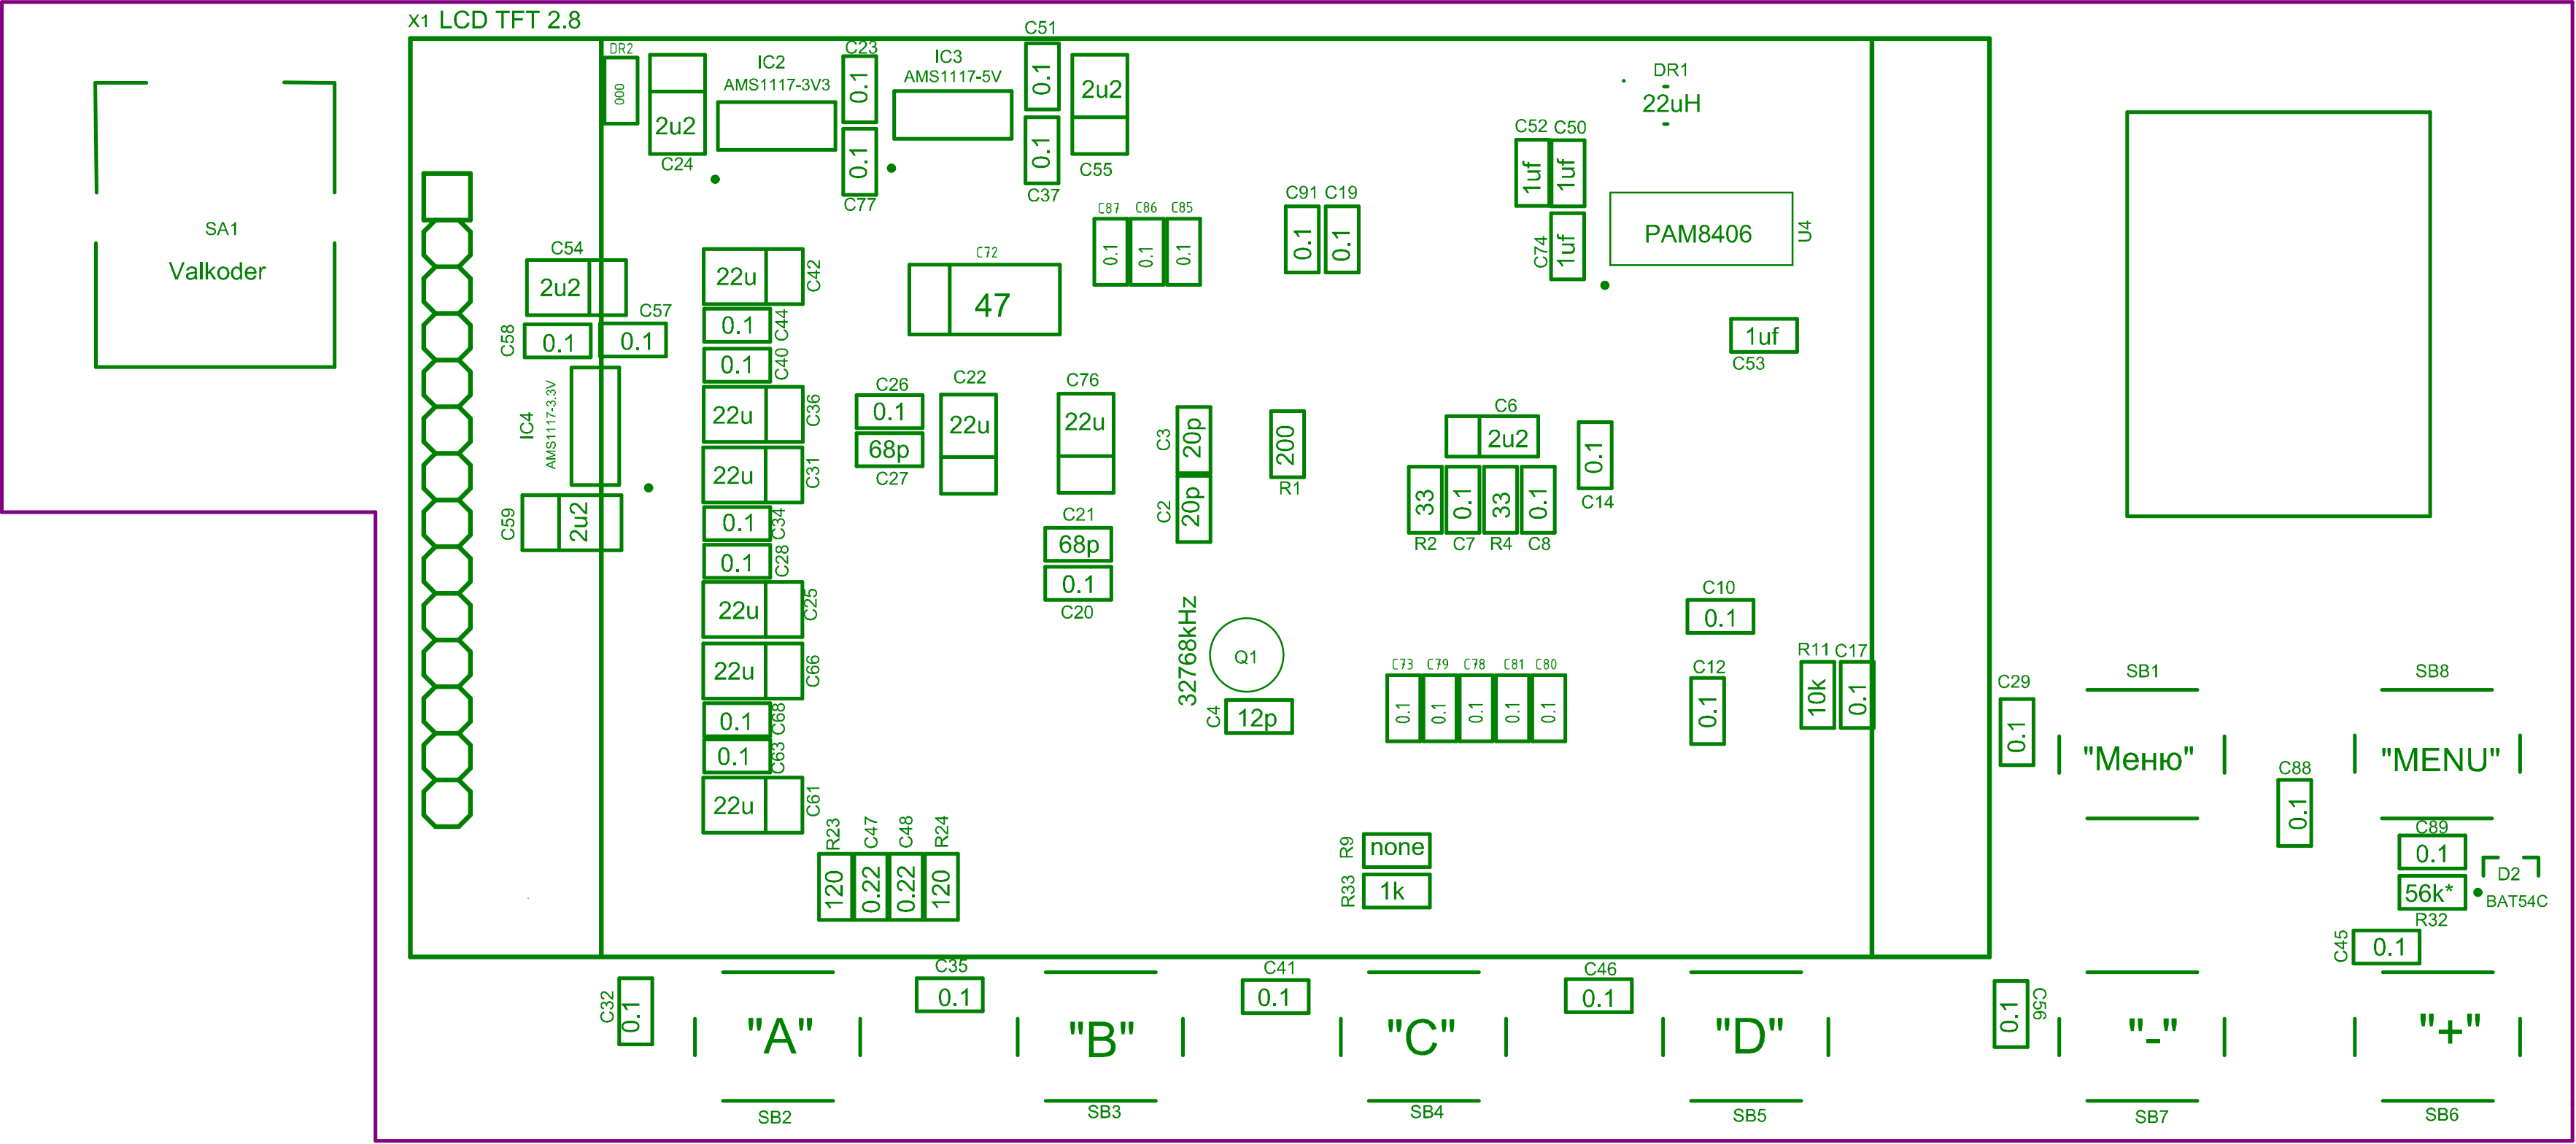 X1 LCD TFT 2.8
SA1
Valkoder
DR2
000
2u2
C24
IC2
AMS1117-3V3
C23
0.1
0.1
C77
IC3
AMS1117-5V
C51
0.1
0.1
C37
2u2
C55
DR1
22uH
C52
1uf
C50
1uf
C74
1uf
PAM8406
U4
1uf
C53
C87
0.1
C86
0.1
C85
0.1
C91
0.1
C19
0.1
C54
2u2
C57
0.1
C58
0.1
IC4
AMS1117-3.3V
C59
2u2
22u
C42
0.1
C44
0.1
C40
22u
C36
22u
C31
0.1
C34
0.1
C28
22u
C25
22u
C66
0.1
C68
0.1
C63
22u
C61
C72
47
C26
0.1
68p
C27
C22
22u
C76
22u
C21
68p
0.1
C20
C3
20p
C2
20p
200
R1
C6
2u2
33
R2
0.1
C7
33
R4
0.1
C8
0.1
C14
32768kHz
Q1
C4
12p
C73
0.1
C79
0.1
C78
0.1
C81
0.1
C80
0.1
C10
0.1
C12
0.1
R11
10k
C17
0.1
R23
120
C47
0.22
C48
0.22
R24
120
R9
none
R33
1k
C29
0.1
SB1
"Меню"
SB8
"MENU"
C88
0.1
C89
0.1
56k*
R32
D2
BAT54C
C45
0.1
C32
0.1
"A"
SB2
C35
0.1
"B"
SB3
C41
0.1
"C"
SB4
C46
0.1
"D"
SB5
C56
0.1
"-"
SB7
"+"
SB6